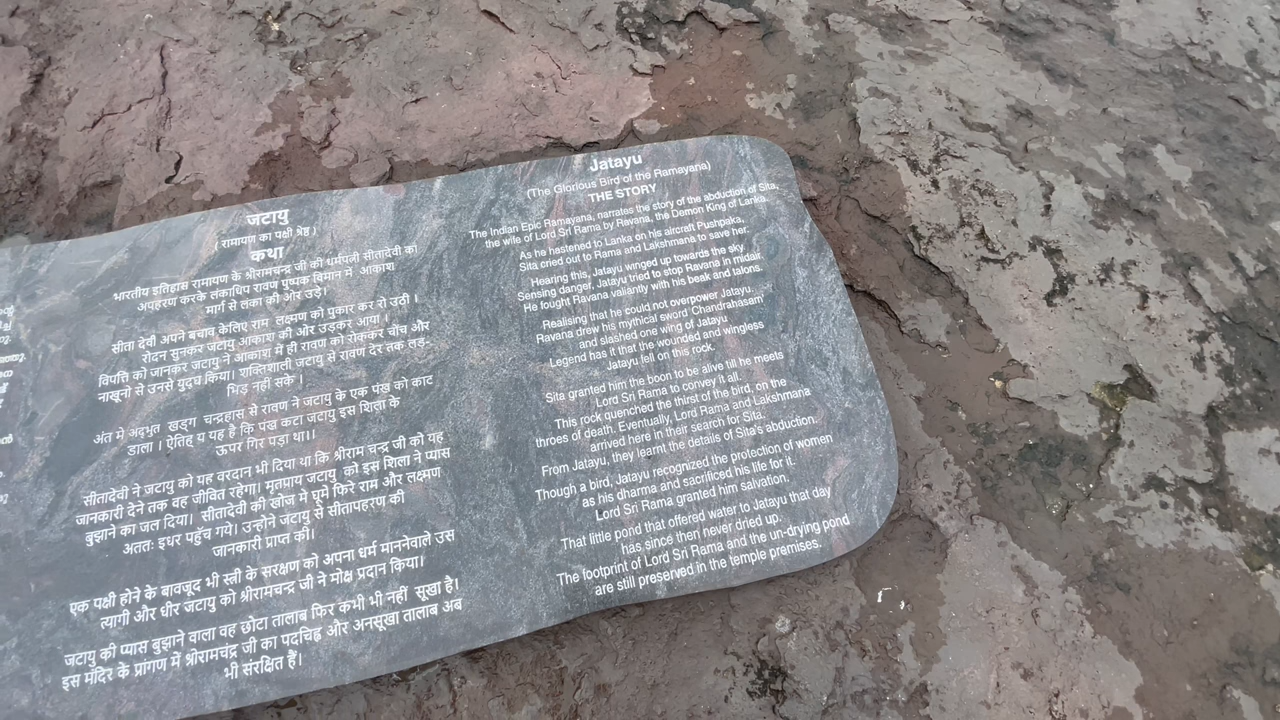 जटायु
( रामायण का पक्षी श्रेष्ठ )
कथा
भारतीय इतिहास रामायण के श्रीरामचन्द्र जी की धर्मपत्नी सीतादेवी का
अपहरण करके लंकाधिप रावण पुष्पक विमान में आकाश
मार्ग से लंका की ओर उड़े।
सीता देवी अपने बचाव केलिए राम लक्ष्मण को पुकार कर रो उठी ।
रोदन सुनकर जटायु आकाश की ओर उड़कर आया ।
विपत्ति को जानकर जटायु ने आकाश में ही रावण को रोककर चोंच और
नाखूनो से उनसे युदध किया। शक्तिशाली जटायु से रावण देर तक लड़-
भिड़ नहीं सके ।
अंत मे अदभुत खड्ग चन्द्रहास से रावण ने जटायु के एक पंख को काट
डाला । ऐतिह् य यह है कि पंख कटा जटायु इस शिला के
ऊपर गिर पड़ा था।।
सीतादेवी ने जटायु को यह वरदान भी दिया था कि श्रीराम चन्द्र जी को यह
जानकारी देने तक वह जीवित रहेगा। मृतप्राय जटायु को इस शिला ने प्यास
बुझाने का जल दिया। सीतादेवी की खोज में घूमे फिरे राम और लक्ष्मण
अततः इधर पहुँच गये। उन्होने जटायु से सीतापहरण की
जानकारी प्राप्त की।
एक पक्षी होने के बावजूद भी स्त्री के सरक्षण को अपना धर्म माननेवाले उस
त्यागी और धीर जटायु को श्रीरामचन्द्र जी ने मोक्ष प्रदान किया।
जटायु की प्यास बुझाने वाला वह छोटा तालाब फिर कभी भी नहीं सूखा है।
इस मंदिर के प्रांगण में श्रीरामचंद्र जी का पदचिह्न और अनसूखा तालाब अब
भी संरक्षित हैं।
Jatayu
(The Glorious Bird of the Ramayana)
THE STORY
The Indian Epic Ramayana, narrates the story of the abduction of Sita,
the wife of Lord Sri Rama by Revana, the Demon King of Lanka.
As he hastened to Lanka on his aircraft Pushpaka,
Sita cried out to Rama and Lakshmana to save her.
Hearing this, Jatayu winged up towards the sky
Sensing danger, Jatayu tried to stop Ravana in midair.
He fought Ravana valiantly with his beak and talons.
Realising that he could not overpower Jatayu.
Ravana drew his mythical sword 'Chandrahasam'
and slashed one wing of Jatayu
Legend has it that the wounded and wingless
Jatayu fell on this rock.
Sita granted him the boon to be alive till he meets
Lord Sri Rama to convey it all.
This rock quenched the thirst of the bird, on the
throes of death. Eventually, Lord Rama and Lakshmana
arrived here in their search for Sita.
From Jatayu, they learnt the details of Sita's abduction.
Though a bird, Jatayu recognized the protection of women
as his dharma and sacrificed his life for it.
Lord Sri Rama granted him salvation.
That little pond that offered water to Jatayu that day
has since then never dried up.
The footprint of Lord Sri Rama and the un-drying pond
are still preserved in the temple premises.